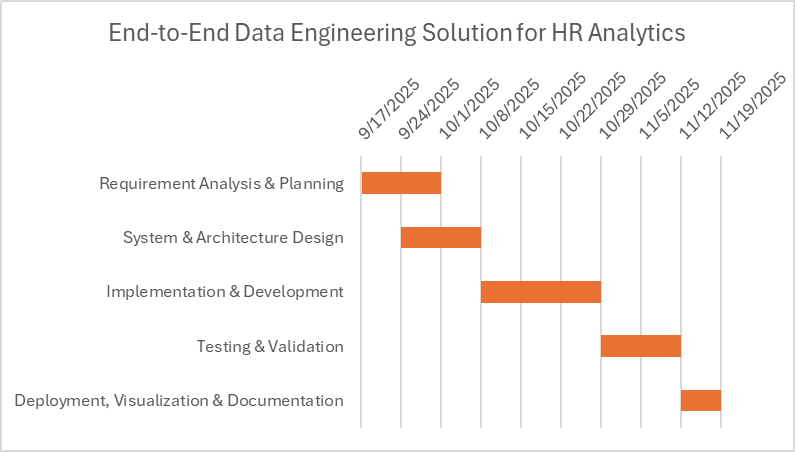 End-to-End Data Engineering Solution for HR Analytics
9/17/2025
9/24/2025
10/1/2025
10/8/2025
10/15/2025
10/22/2025
10/29/2025
11/5/2025
11/12/2025
11/19/2025
Requirement Analysis & Planning
System & Architecture Design
Implementation & Development
Testing & Validation
Deployment, Visualization & Documentation